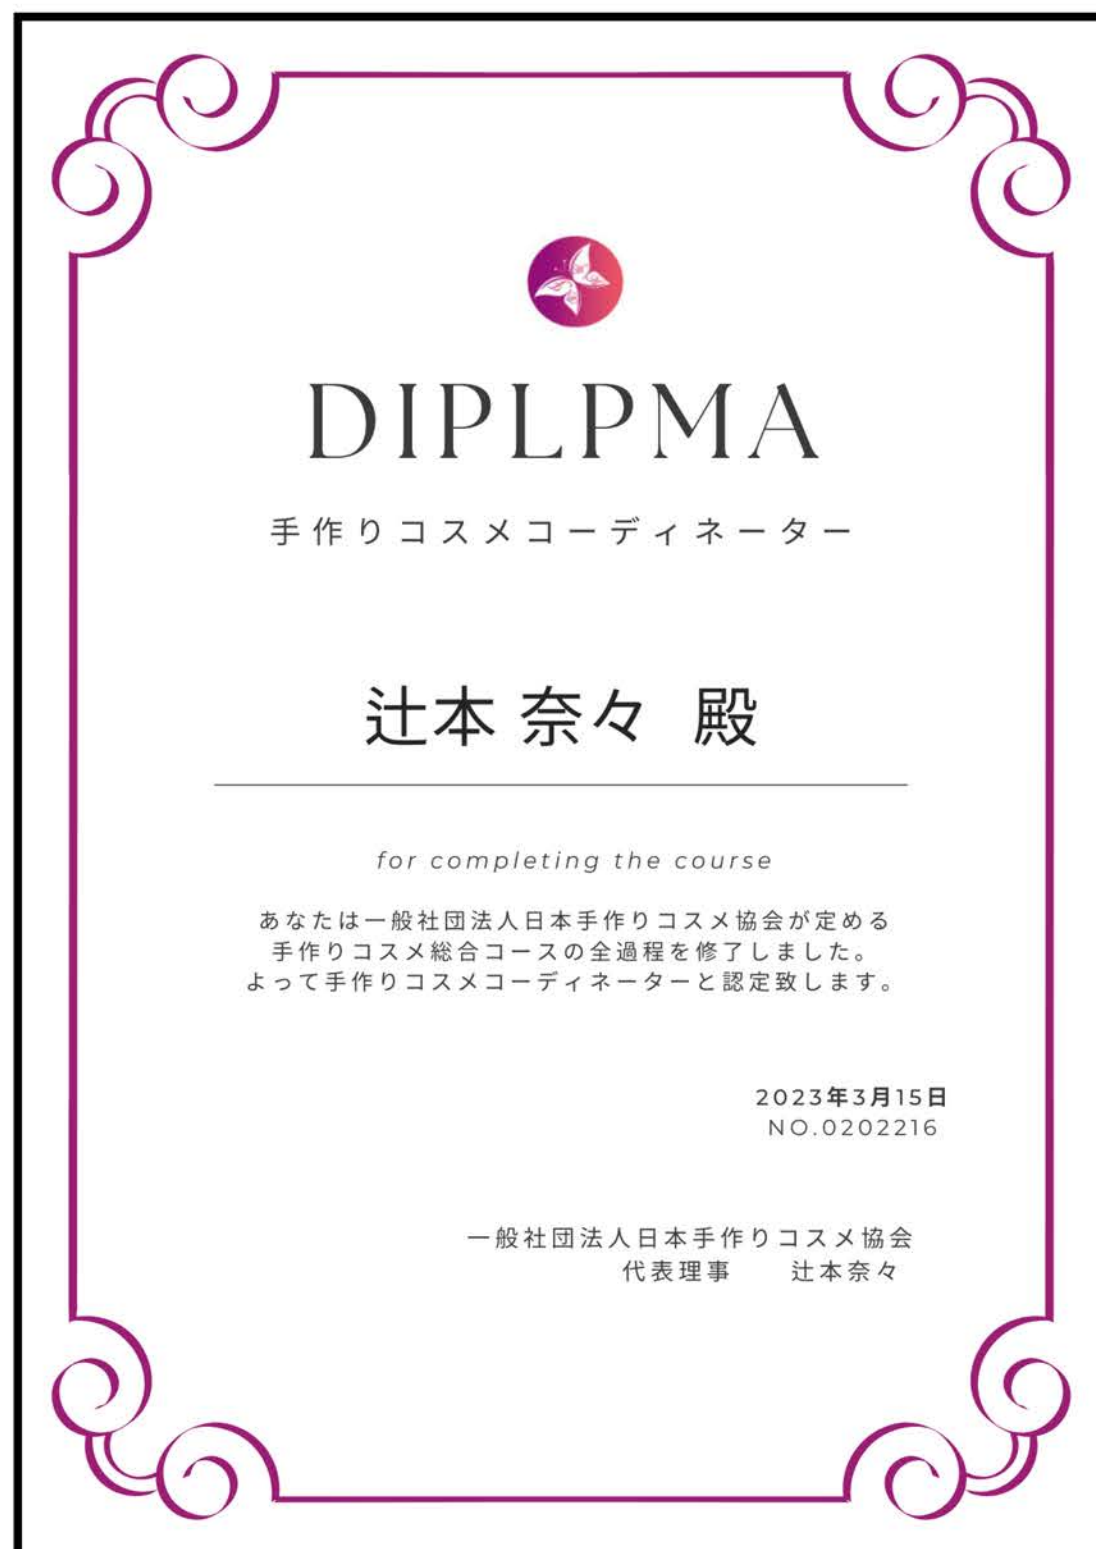 DIPLPMA
手作りコスメコーディネーター
辻本 奈々 殿
for completing the course
あなたは一般社団法人日本手作りコスメ協会が定める
手作りコスメ総合コースの全過程を修了しました。
よって手作りコスメコーディネーターと認定致します。
2023年3月15日
NO.0202216
一般社団法人日本手作りコスメ協会
代表理事 辻本奈々